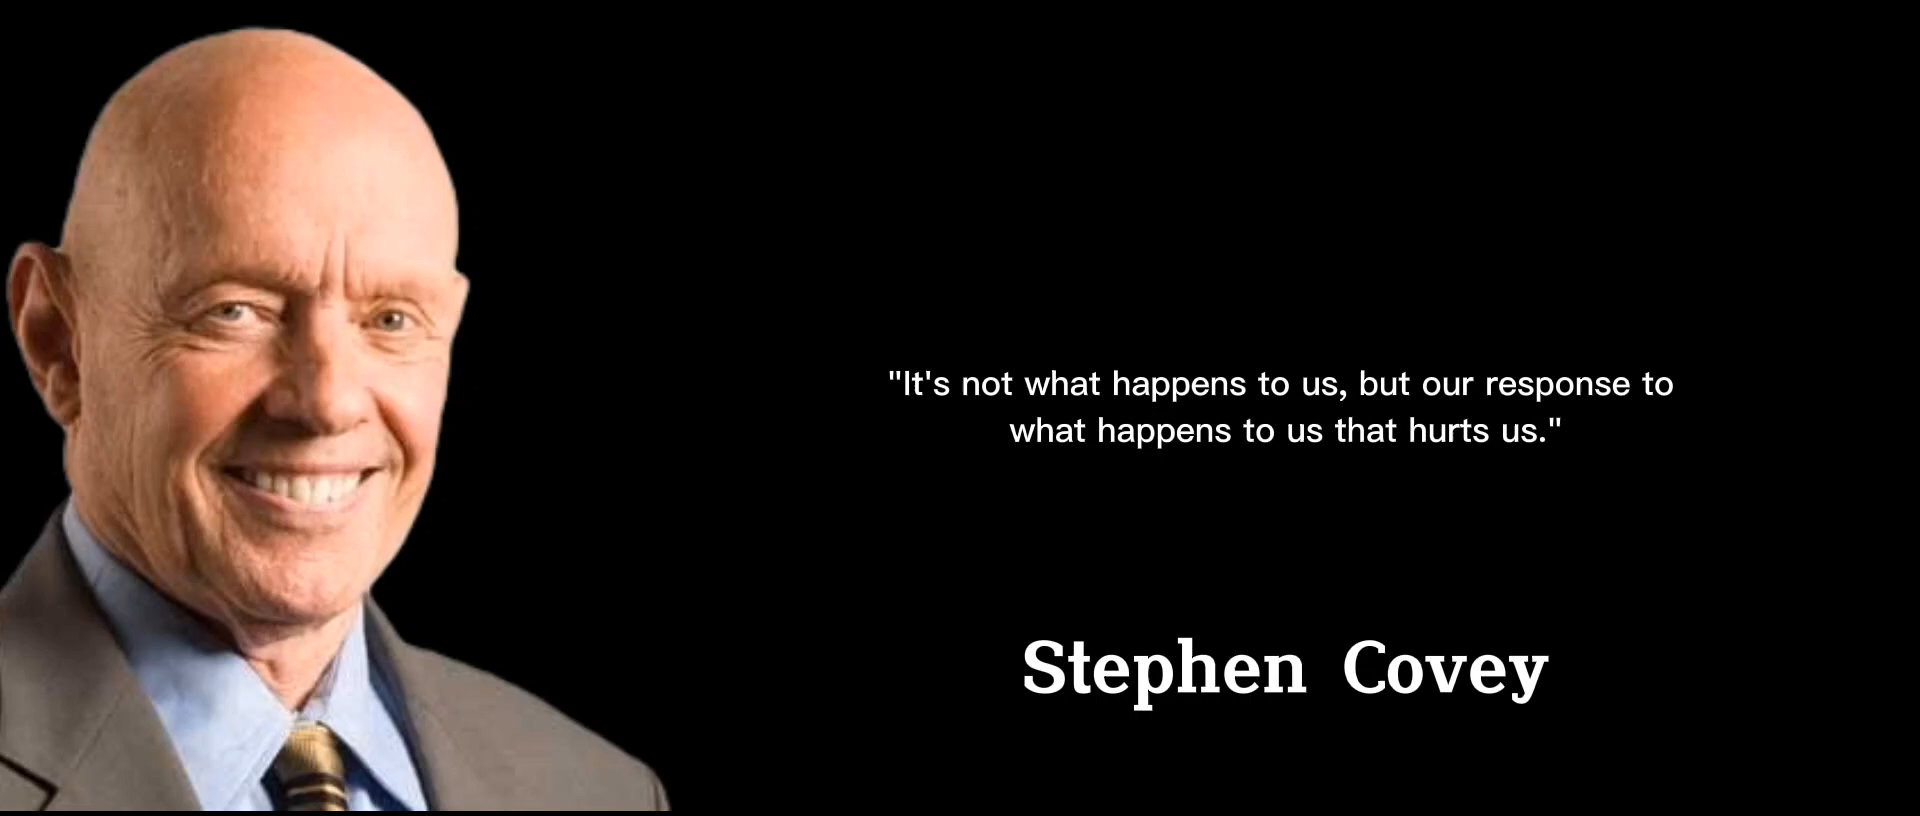 "It's not what happens to us, but our response to
what happens to us that hurts us."
Stephen Covey